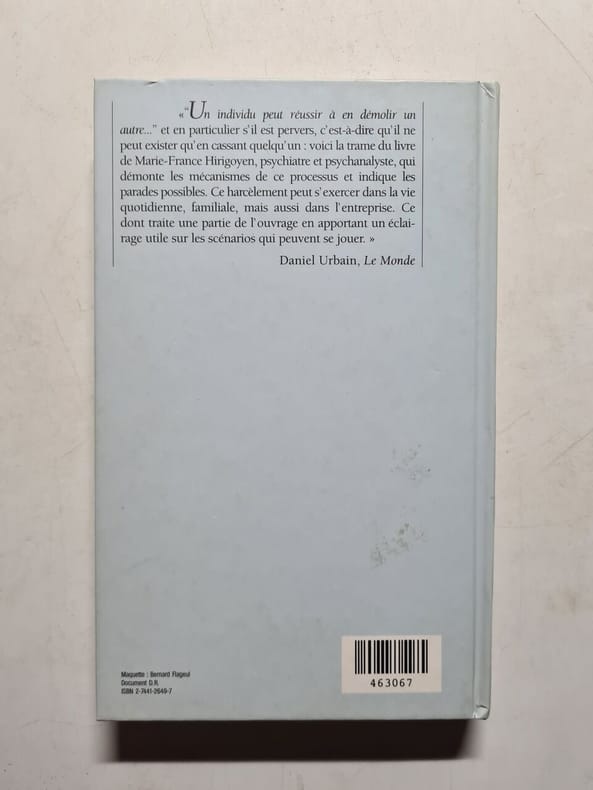 « “Un individu peut réussir à en démolir un
autre...” et en particulier s'il est pervers, c'est-à-dire qu'il ne
peut exister qu'en cassant quelqu'un : voici la trame du livre
de Marie-France Hirigoyen, psychiatre et psychanalyste, qui
démonte les mécanismes de ce processus et indique les
parades possibles. Ce harcèlement peut s'exercer dans la vie
quotidienne, familiale, mais aussi dans l'entreprise. Ce
dont traite une partie de l'ouvrage en apportant un éclai-
rage utile sur les scénarios qui peuvent se jouer. »
Daniel Urbain, Le Monde
Maquette : Bernard Flageul
Document D.R.
ISBN 2-7441-2649-7
463067